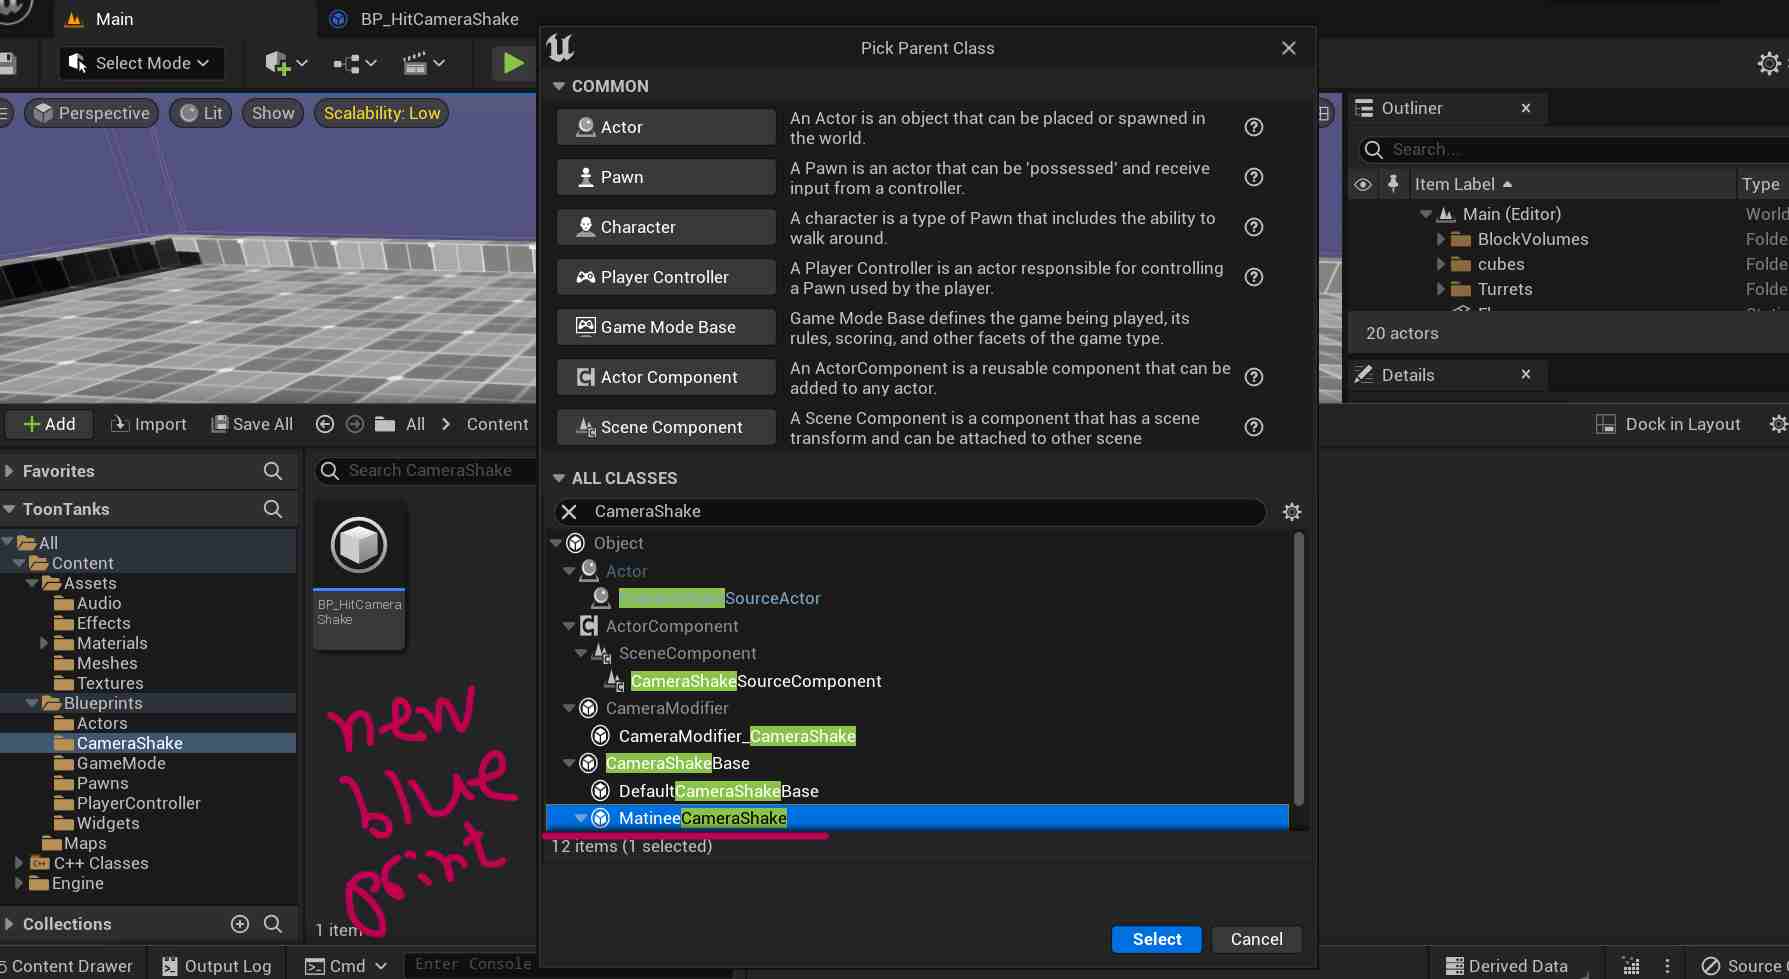 Main
BP_HitCameraShake
Pick Parent Class
Select Mode
COMMON
Perspective
Lit
Show
Scalability: Low
Actor
An Actor is an object that can be placed or spawned in
the world.
Pawn
A Pawn is an actor that can be 'possessed' and receive
input from a controller.
Character
A character is a type of Pawn that includes the ability to
walk around.
Player Controller
A Player Controller is an actor responsible for controlling
a Pawn used by the player.
Game Mode Base
Game Mode Base defines the game being played, its
rules, scoring, and other facets of the game type.
Actor Component
An ActorComponent is a reusable component that can be
added to any actor.
Scene Component
A Scene Component is a component that has a scene
transform and can be attached to other scene
Outliner
Search...
Item Label
Type
Main (Editor)
World
BlockVolumes
Folde
cubes
Folde
Turrets
Folde
20 actors
Details
Add
Import
Save All
All
Content
Dock in Layout
Favorites
Search CameraShake
ToonTanks
All
Content
Assets
Audio
Effects
Materials
Meshes
Textures
Blueprints
Actors
CameraShake
GameMode
Pawns
PlayerController
Widgets
Maps
C++ Classes
Engine
Collections
BP_HitCamera
Shake
new
blue
print
1 item
ALL CLASSES
CameraShake
Object
Actor
SourceActor
ActorComponent
SceneComponent
CameraShakeSourceComponent
CameraModifier
CameraModifier_CameraShake
CameraShakeBase
DefaultCameraShakeBase
MatineeCameraShake
12 items (1 selected)
Select
Cancel
Content Drawer
Output Log
Cmd
Enter Console
Derived Data
Source